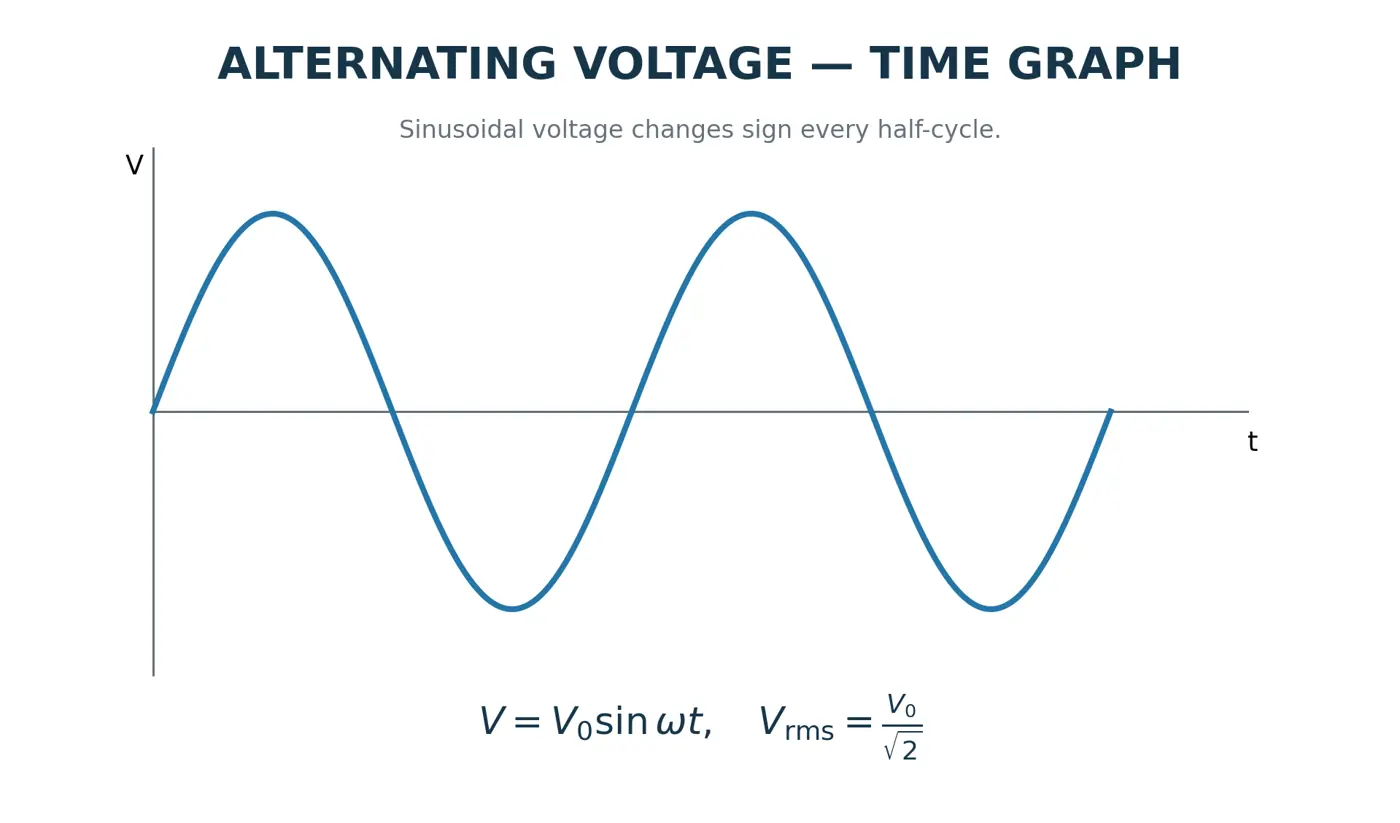 ALTERNATING VOLTAGE — TIME GRAPH
Sinusoidal voltage changes sign every half-cycle.
V
t
V = V₀ sin ωt,    V_rms = V₀/√2